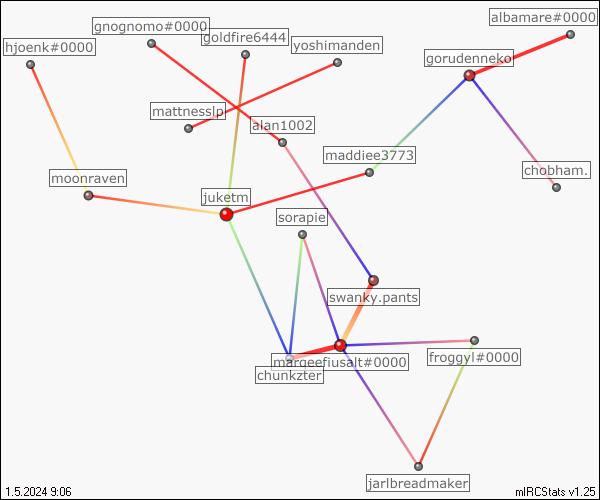 albamare#0000
gnognomo#0000
goldfire6444
hjoenk#0000
yoshimanden
gorudenneko
mattnesslp
alan1002
maddiee3773
chobham.
moonraven
juketm
sorapie
swanky.pants
margeefiusalt#0000
froggyl#0000
chunkzter
jarlbreadmaker
1.5.2024 9:06
mIRCStats v1.25